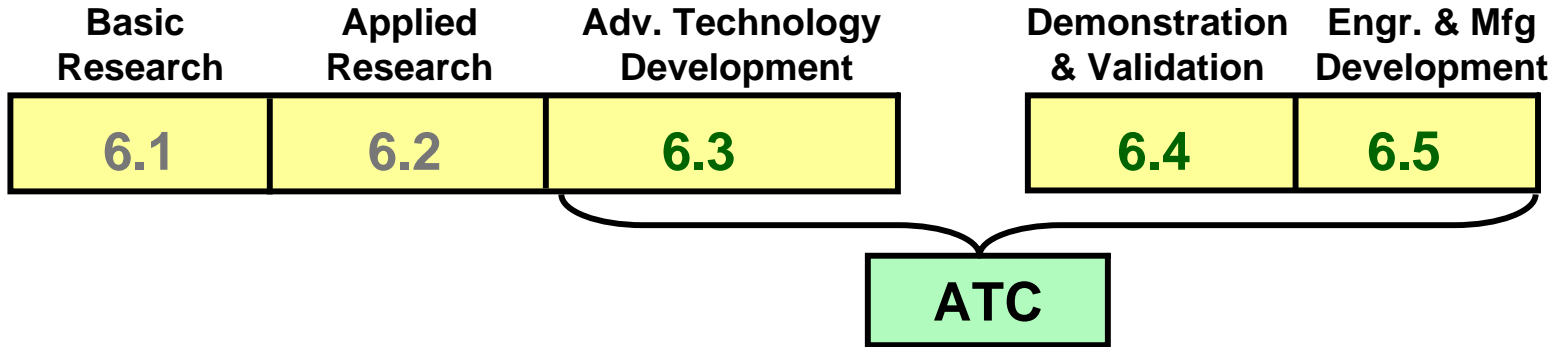 Basic
Research
Applied
Research
Adv. Technology
Development
Demonstration
& Validation
Engr. & Mfg
Development
6.1
6.2
6.3
6.4
6.5
ATC